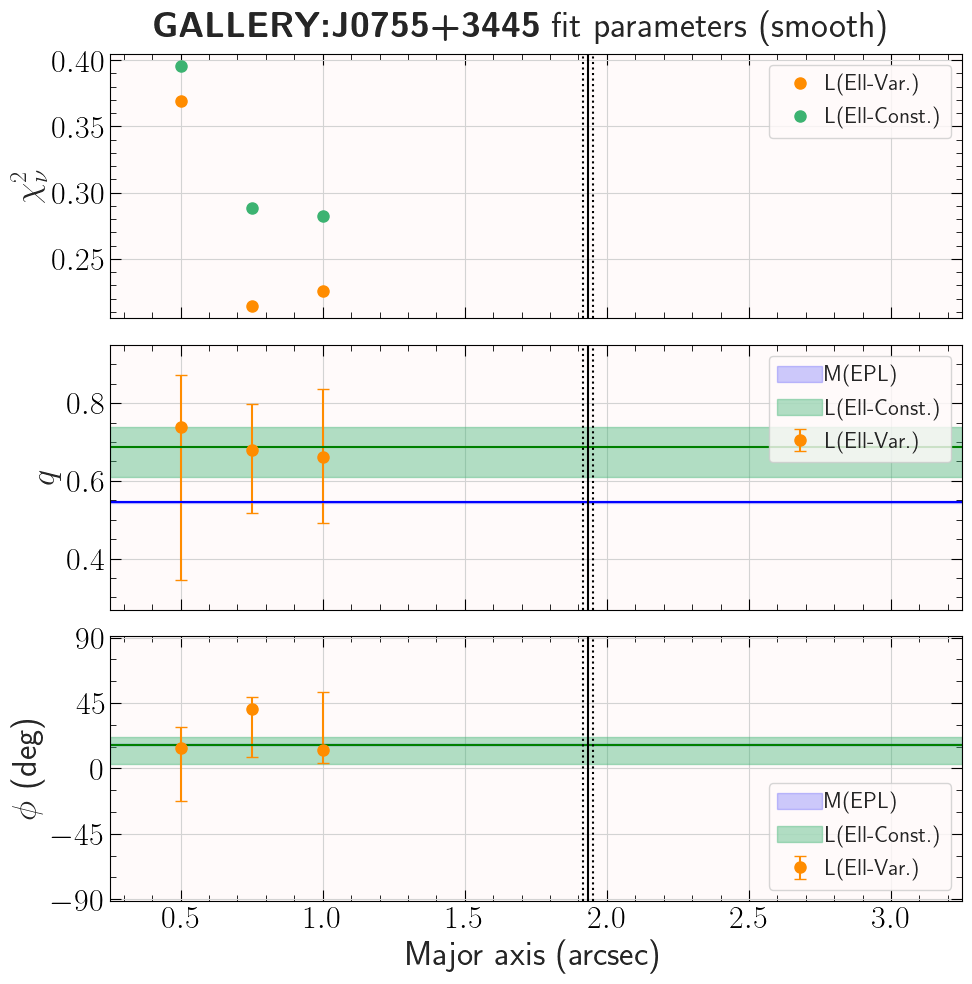 GALLERY:J0755+3445 fit parameters (smooth)
0.40
0.35
0.30
0.25
χ²ᵥ
L(Ell-Var.)
L(Ell-Const.)
0.8
0.6
0.4
q
M(EPL)
L(Ell-Const.)
L(Ell-Var.)
90
45
0
−45
−90
ϕ (deg)
M(EPL)
L(Ell-Const.)
L(Ell-Var.)
0.5 1.0 1.5 2.0 2.5 3.0
Major axis (arcsec)